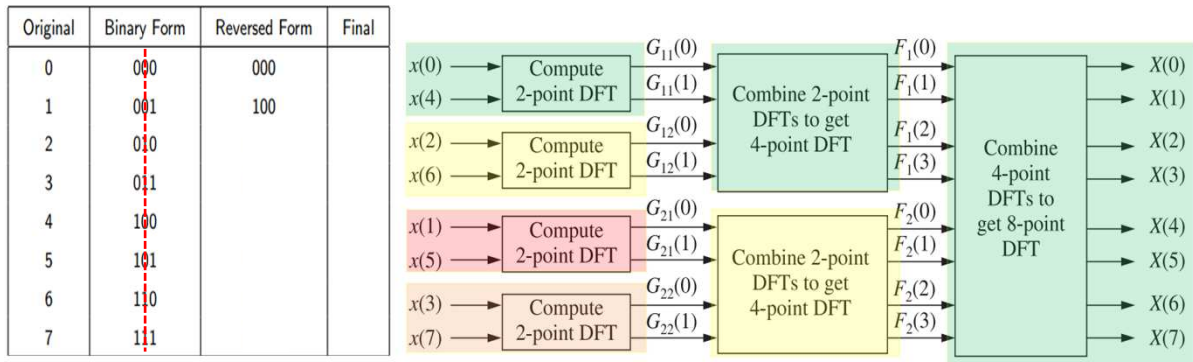 Original Binary Form Reversed Form Final
0 000 000
1 001 100
2 010
3 011
4 100
5 101
6 110
7 111
x(0)
x(4)
Compute
2-point DFT
G11(0)
G11(1)
x(2)
x(6)
Compute
2-point DFT
G12(0)
G12(1)
x(1)
x(5)
Compute
2-point DFT
G21(0)
G21(1)
x(3)
x(7)
Compute
2-point DFT
G22(0)
G22(1)
Combine 2-point
DFTs to get
4-point DFT
F1(0)
F1(1)
F1(2)
F1(3)
Combine 2-point
DFTs to get
4-point DFT
F2(0)
F2(1)
F2(2)
F2(3)
Combine
4-point
DFTs to
get 8-point
DFT
X(0)
X(1)
X(2)
X(3)
X(4)
X(5)
X(6)
X(7)